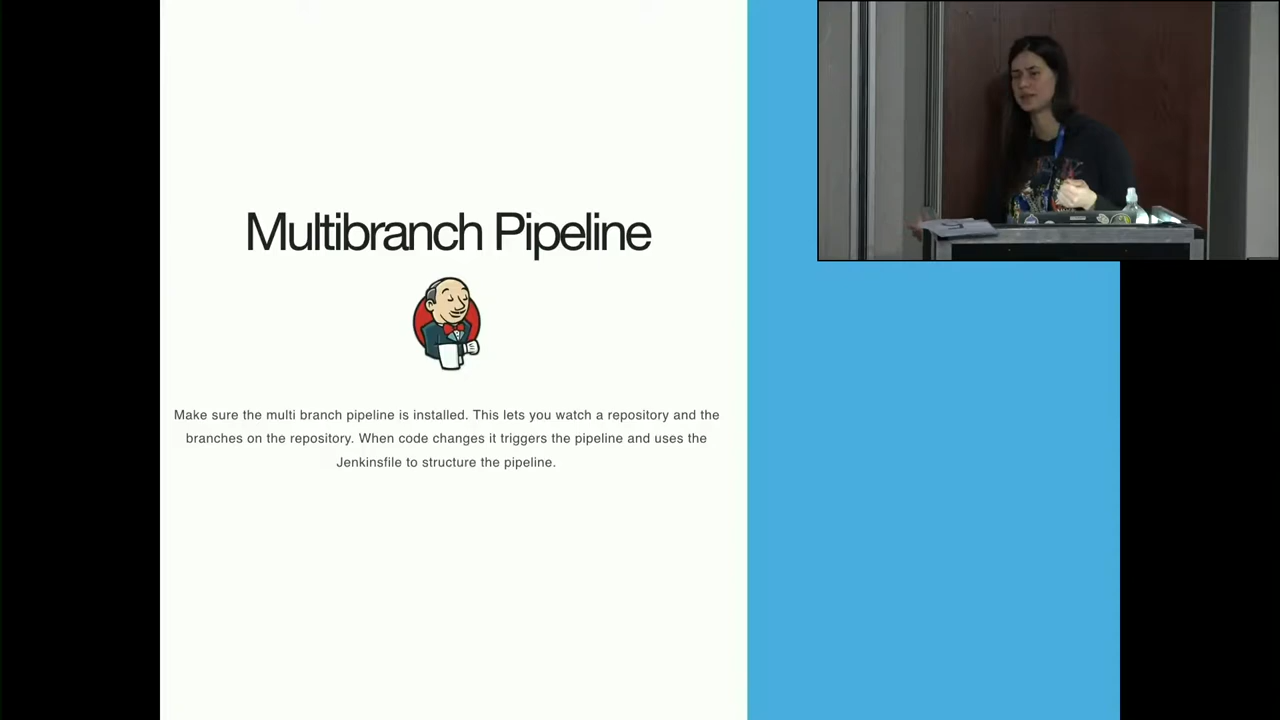 Multibranch Pipeline
Make sure the multi branch pipeline is installed. This lets you watch a repository and the
branches on the repository. When code changes it triggers the pipeline and uses the
Jenkinsfile to structure the pipeline.